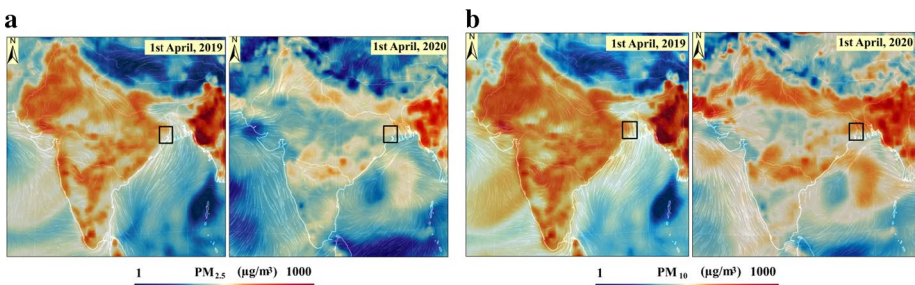 a
N
1st April, 2019
N
1st April, 2020
1 PM2.5 (µg/m³) 1000
b
N
1st April, 2019
N
1st April, 2020
1 PM10 (µg/m³) 1000